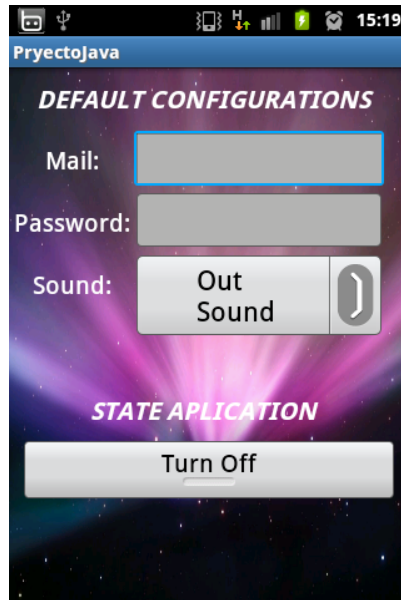 H 15:19
PryectoJava
DEFAULT CONFIGURATIONS
Mail:
Password:
Sound: Out
Sound
STATE APLICATION
Turn Off